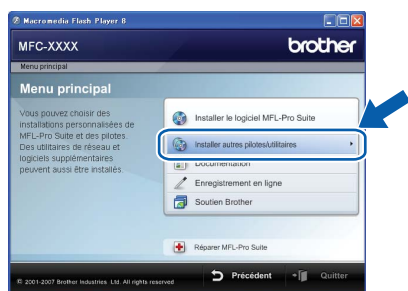 Macromedia Flash Player 8
MFC-XXXX
brother
Menu principal
Menu principal
Vous pouvez choisir des
installations personnalisées de
MFL-Pro Suite et des pilotes.
Des utilitaires de réseau et
logiciels supplémentaires
peuvent aussi être installés.
Installer le logiciel MFL-Pro Suite
Installer autres pilotes/utilitaires
Documentation
Enregistrement en ligne
Soutien Brother
Réparer MFL-Pro Suite
© 2001-2007 Brother Industries Ltd. All rights reserved
Précédent
Quitter